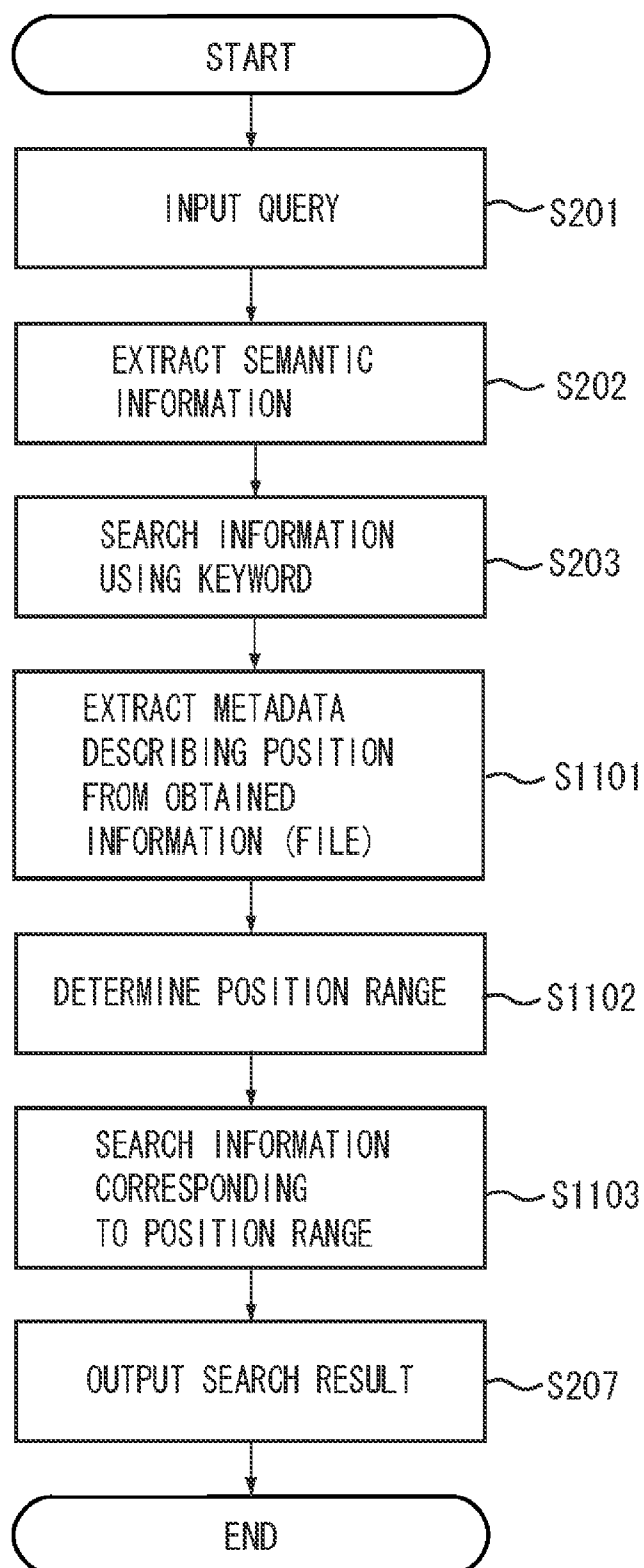 START
INPUT QUERY
S201
EXTRACT SEMANTIC
INFORMATION
S202
SEARCH INFORMATION
USING KEYWORD
S203
EXTRACT METADATA
DESCRIBING POSITION
FROM OBTAINED
INFORMATION (FILE)
S1101
DETERMINE POSITION RANGE
S1102
SEARCH INFORMATION
CORRESPONDING
TO POSITION RANGE
S1103
OUTPUT SEARCH RESULT
S207
END